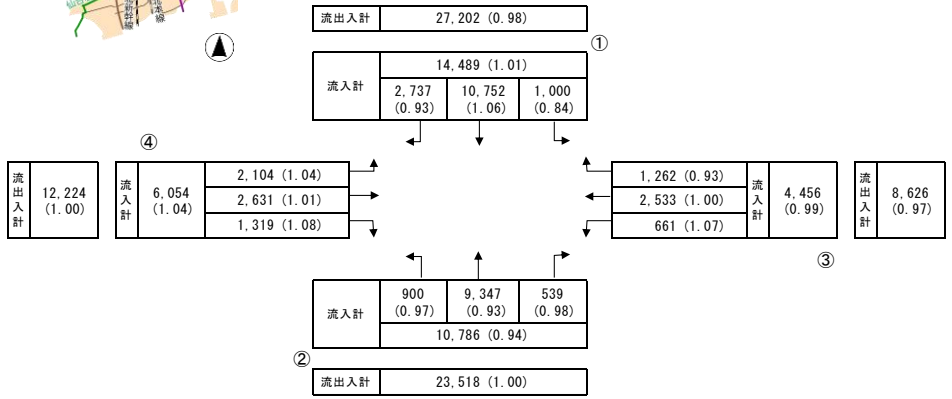 新幹線
本線
流出入計 27,202 (0.98)
①
流入計
14,489 (1.01)
2,737 10,752 1,000
(0.93) (1.06) (0.84)
④
流出入計
12,224
(1.00)
流入計
6,054
(1.04)
2,104 (1.04)
2,631 (1.01)
1,319 (1.08)
1,262 (0.93)
2,533 (1.00)
661 (1.07)
流入計
4,456
(0.99)
流出入計
8,626
(0.97)
③
流入計
900 9,347 539
(0.97) (0.93) (0.98)
10,786 (0.94)
②
流出入計 23,518 (1.00)